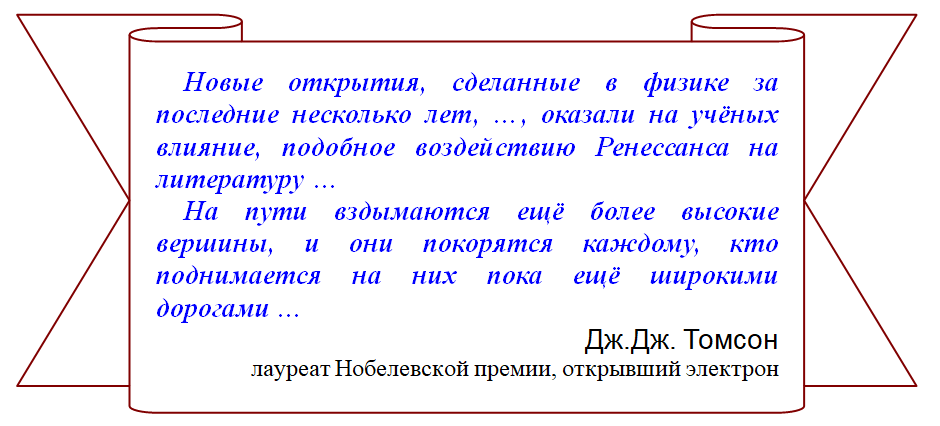 Новые открытия, сделанные в физике за
последние несколько лет, …, оказали на учёных
влияние, подобное воздействию Ренессанса на
литературу …
На пути вздымаются ещё более высокие
вершины, и они покорятся каждому, кто
поднимается на них пока ещё широкими
дорогами …
Дж.Дж. Томсон
лауреат Нобелевской премии, открывший электрон